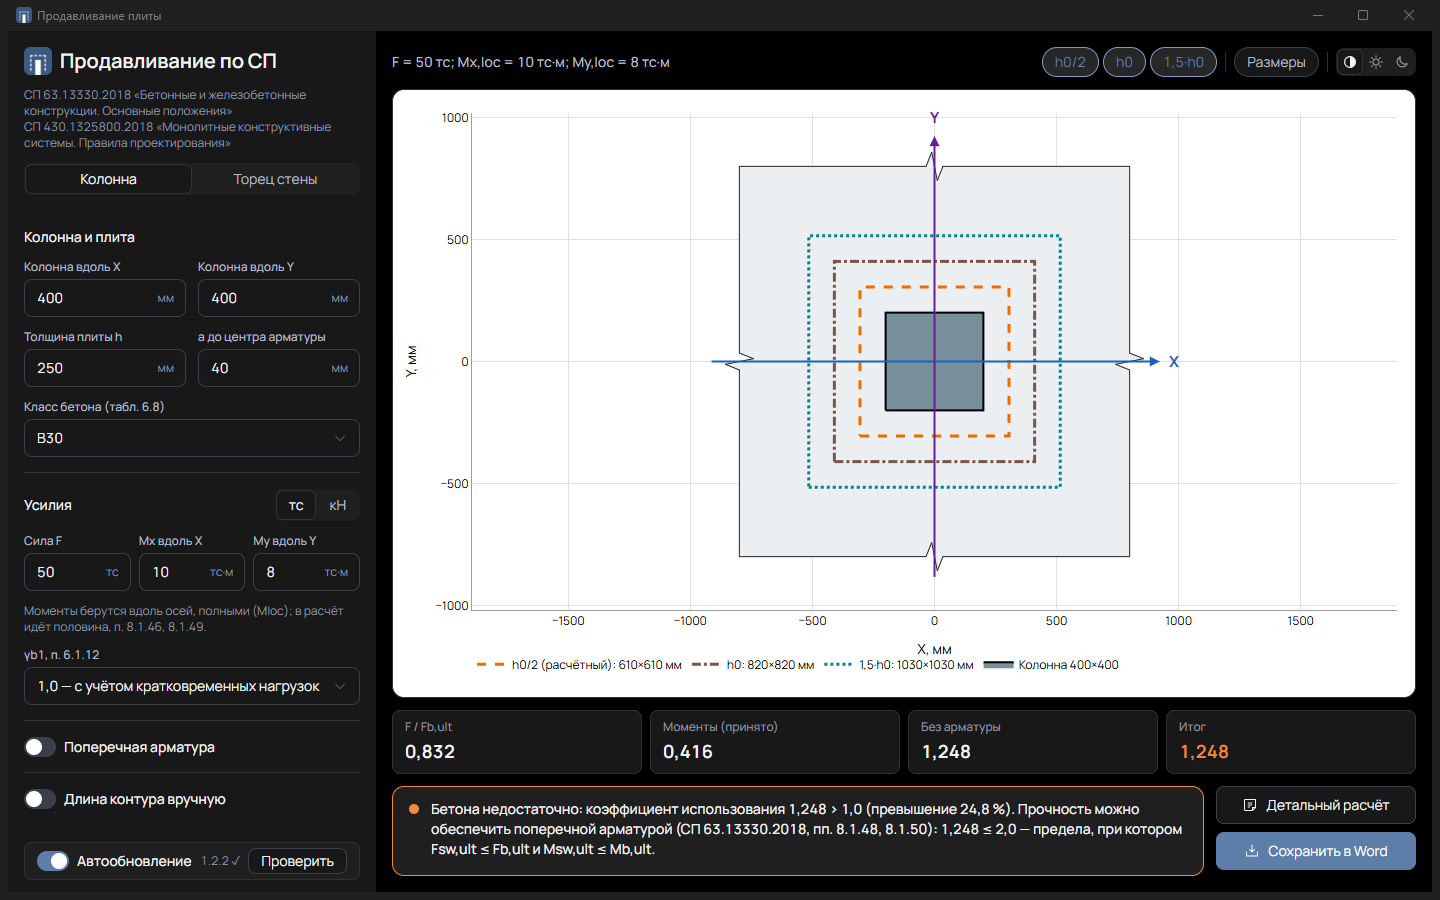 Продавливание плиты
Продавливание по СП
СП 63.13330.2018 «Бетонные и железобетонные
конструкции. Основные положения»
СП 430.1325800.2018 «Монолитные конструктивные
системы. Правила проектирования»
Колонна
Торец стены
Колонна и плита
Колонна вдоль X
Колонна вдоль Y
400 мм
400 мм
Толщина плиты h
а до центра арматуры
250 мм
40 мм
Класс бетона (табл. 6.8)
B30
Усилия
тс
кН
Сила F
Mx вдоль X
My вдоль Y
50 тс
10 тс·м
8 тс·м
Моменты берутся вдоль осей, полными (Mloc); в расчёт
идёт половина, п. 8.1.46, 8.1.49.
γb1, п. 6.1.12
1,0 — с учётом кратковременных нагрузок
Поперечная арматура
Длина контура вручную
Автообновление
1.2.2 ✓
Проверить
F = 50 тс; Mx,loc = 10 тс·м; My,loc = 8 тс·м
h0/2
h0
1,5·h0
Размеры
Y
X
1000
500
0
−500
−1000
Y, мм
−1500
−1000
−500
0
500
1000
1500
X, мм
h0/2 (расчётный): 610×610 мм
h0: 820×820 мм
1,5·h0: 1030×1030 мм
Колонна 400×400
F / Fb,ult
0,832
Моменты (принято)
0,416
Без арматуры
1,248
Итог
1,248
Бетона недостаточно: коэффициент использования 1,248 > 1,0 (превышение 24,8 %). Прочность можно
обеспечить поперечной арматурой (СП 63.13330.2018, пп. 8.1.48, 8.1.50): 1,248 ≤ 2,0 — предела, при котором
Fsw,ult ≤ Fb,ult и Msw,ult ≤ Mb,ult.
Детальный расчёт
Сохранить в Word